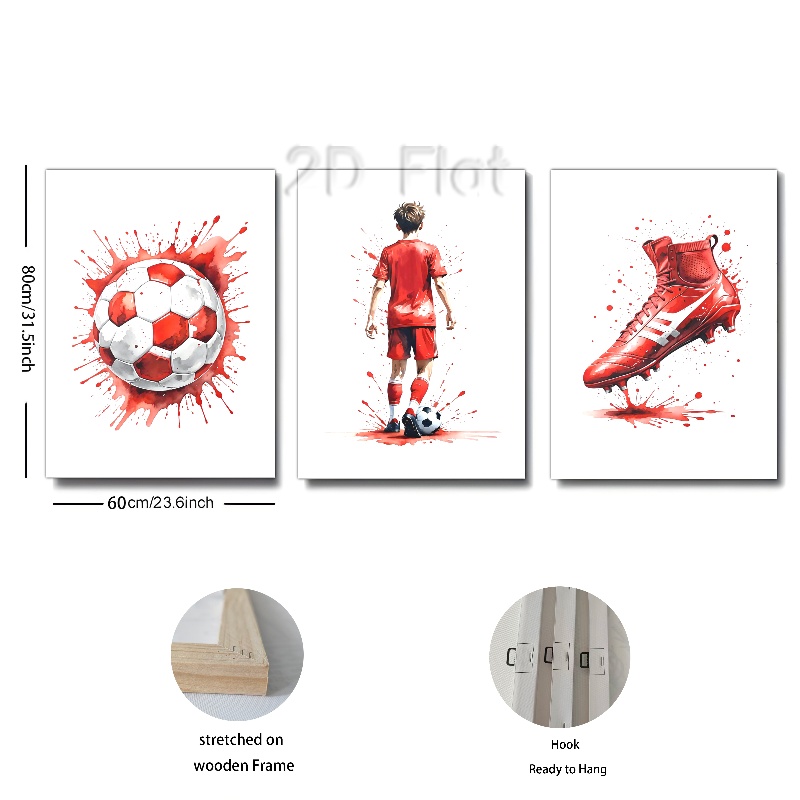 2D Flat
80cm/31.5inch
60cm/23.6inch
stretched on
wooden Frame
Hook
Ready to Hang